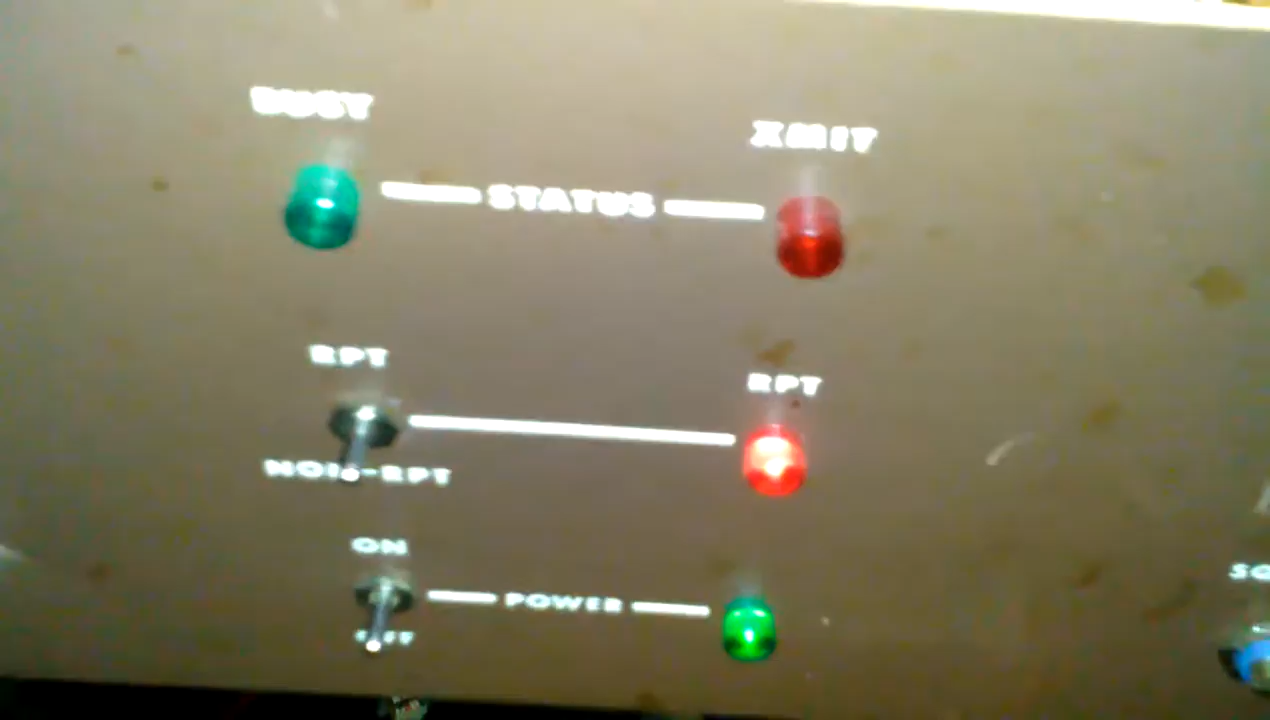 BUSY
XMIT
STATUS
RPT
RPT
NON-RPT
ON
POWER
OFF